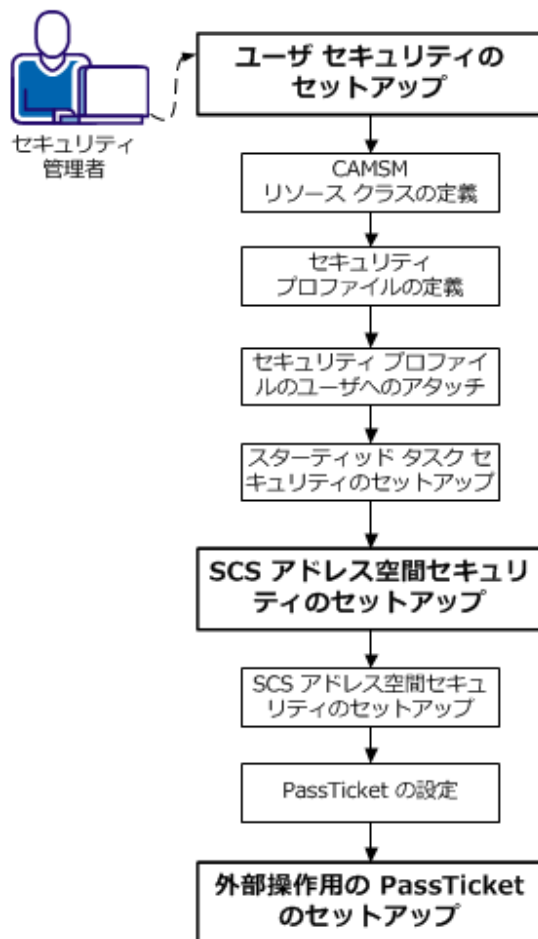 ユーザ セキュリティの
セットアップ
セキュリティ
管理者
CAMSM
リソース クラスの定義
セキュリティ
プロファイルの定義
セキュリティ プロファイ
ルのユーザへのアタッチ
スターティッド タスク セ
キュリティのセットアップ
SCS アドレス空間セキュリ
ティのセットアップ
SCS アドレス空間セキュ
リティのセットアップ
PassTicket の設定
外部操作用の PassTicket
のセットアップ